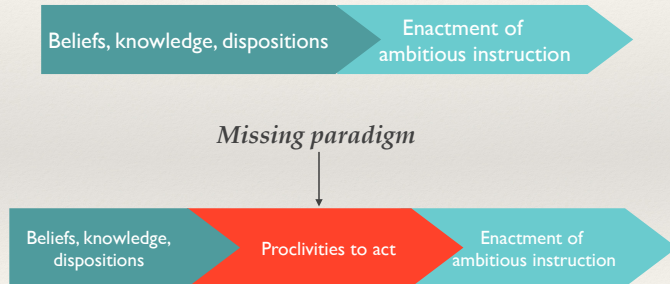 Beliefs, knowledge, dispositions
Enactment of
ambitious instruction
Missing paradigm
Beliefs, knowledge,
dispositions
Proclivities to act
Enactment of
ambitious instruction